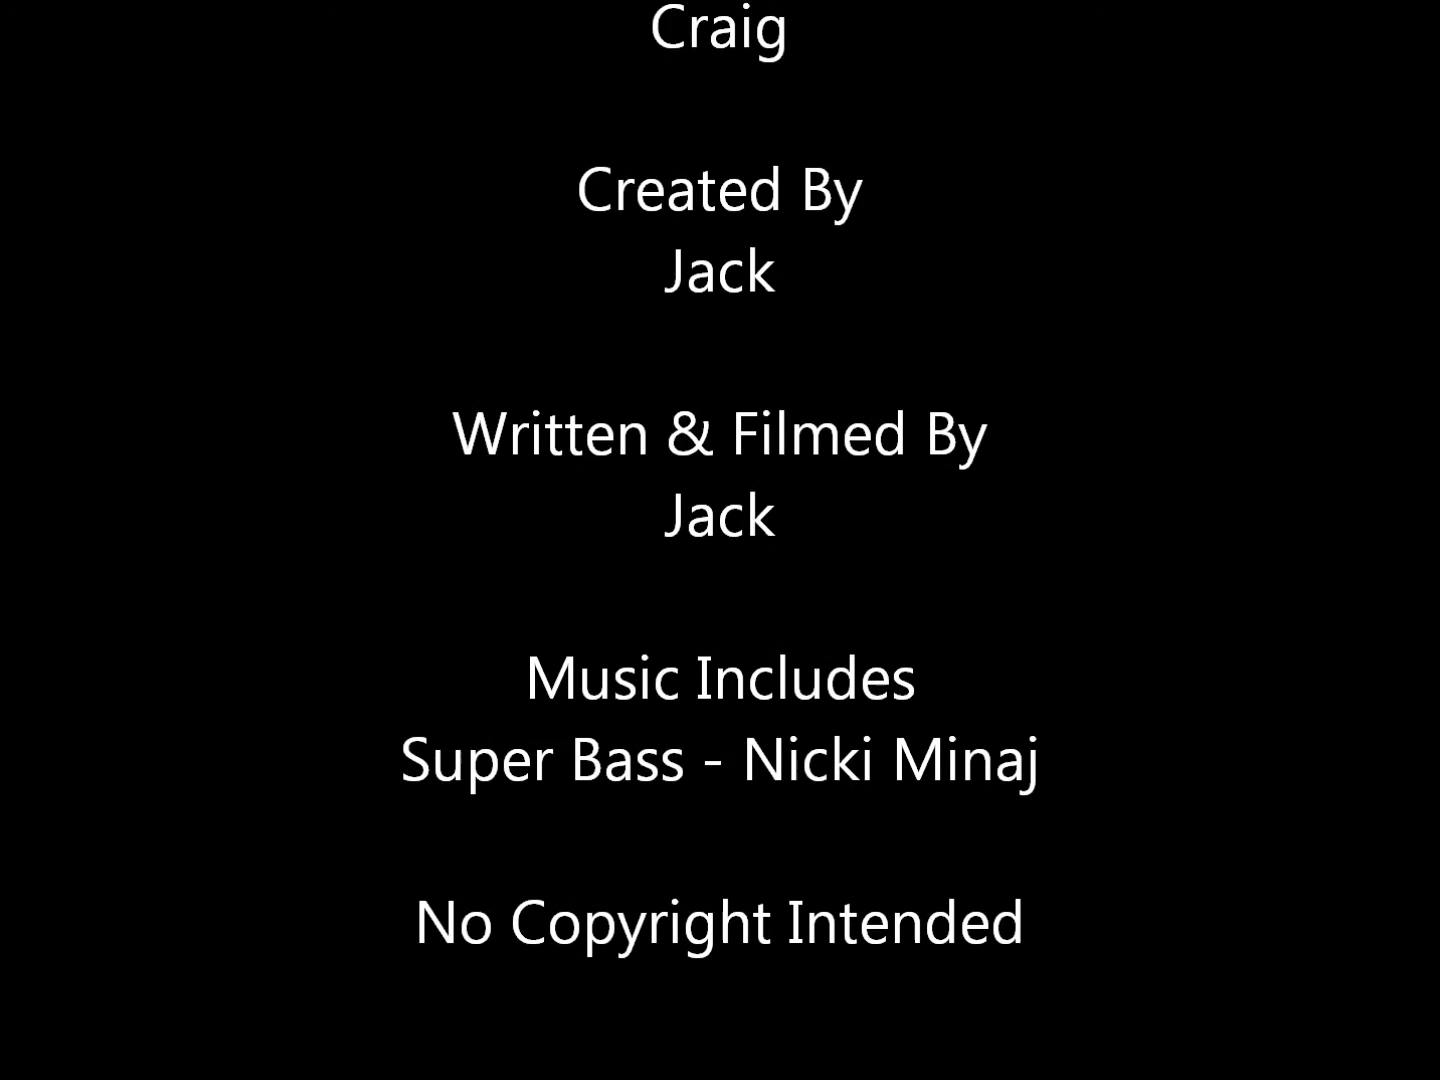 Craig
Created By
Jack
Written & Filmed By
Jack
Music Includes
Super Bass - Nicki Minaj
No Copyright Intended